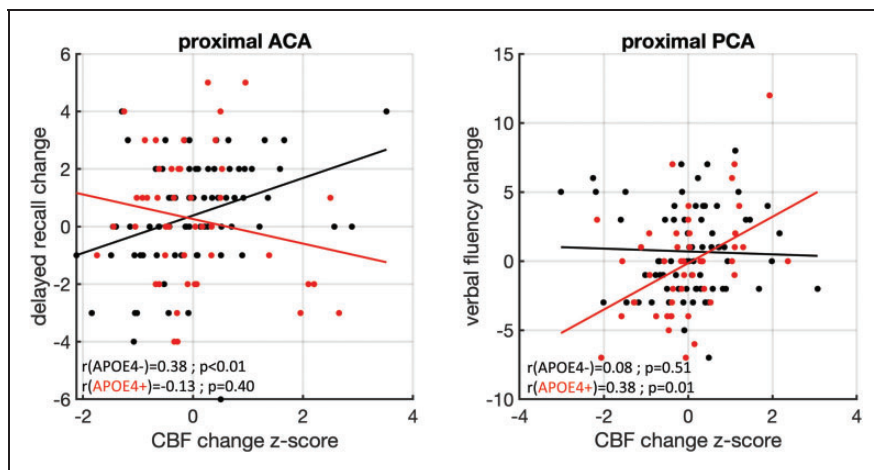 proximal ACA
6
4
2
0
-2
-4
-6
delayed recall change
r(APOE4-)=0.38 ; p<0.01
r(APOE4+)=-0.13 ; p=0.40
-2
0
2
4
CBF change z-score
proximal PCA
15
10
5
0
-5
-10
verbal fluency change
r(APOE4-)=0.08 ; p=0.51
r(APOE4+)=0.38 ; p=0.01
-4
-2
0
2
4
CBF change z-score